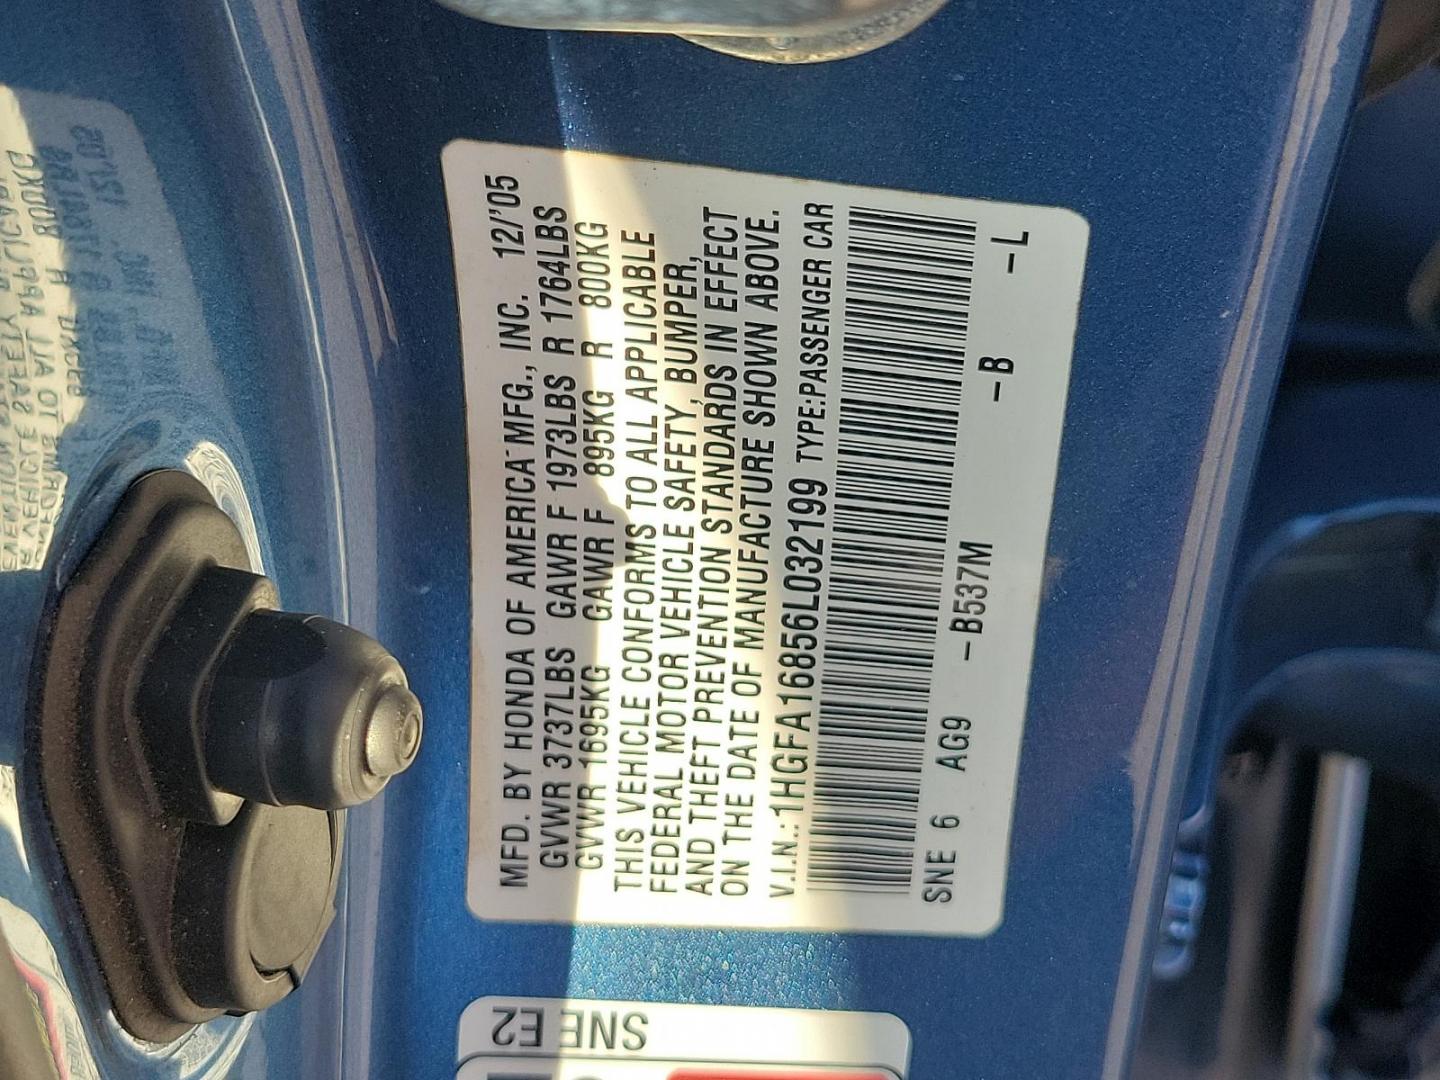 MFD. BY HONDA OF AMERICA MFG., INC. 12/'05
GVWR 3737LBS GAWR F 1973LBS R 1764LBS
GVWR 1695KG GAWR F 895KG R 800KG
THIS VEHICLE CONFORMS TO ALL APPLICABLE
FEDERAL MOTOR VEHICLE SAFETY, BUMPER,
AND THEFT PREVENTION STANDARDS IN EFFECT
ON THE DATE OF MANUFACTURE SHOWN ABOVE.
V.I.N.: 1HGFA16856L032199 TYPE:PASSENGER CAR
SNE 6 AG9 -B537M -B -L
SNE E2